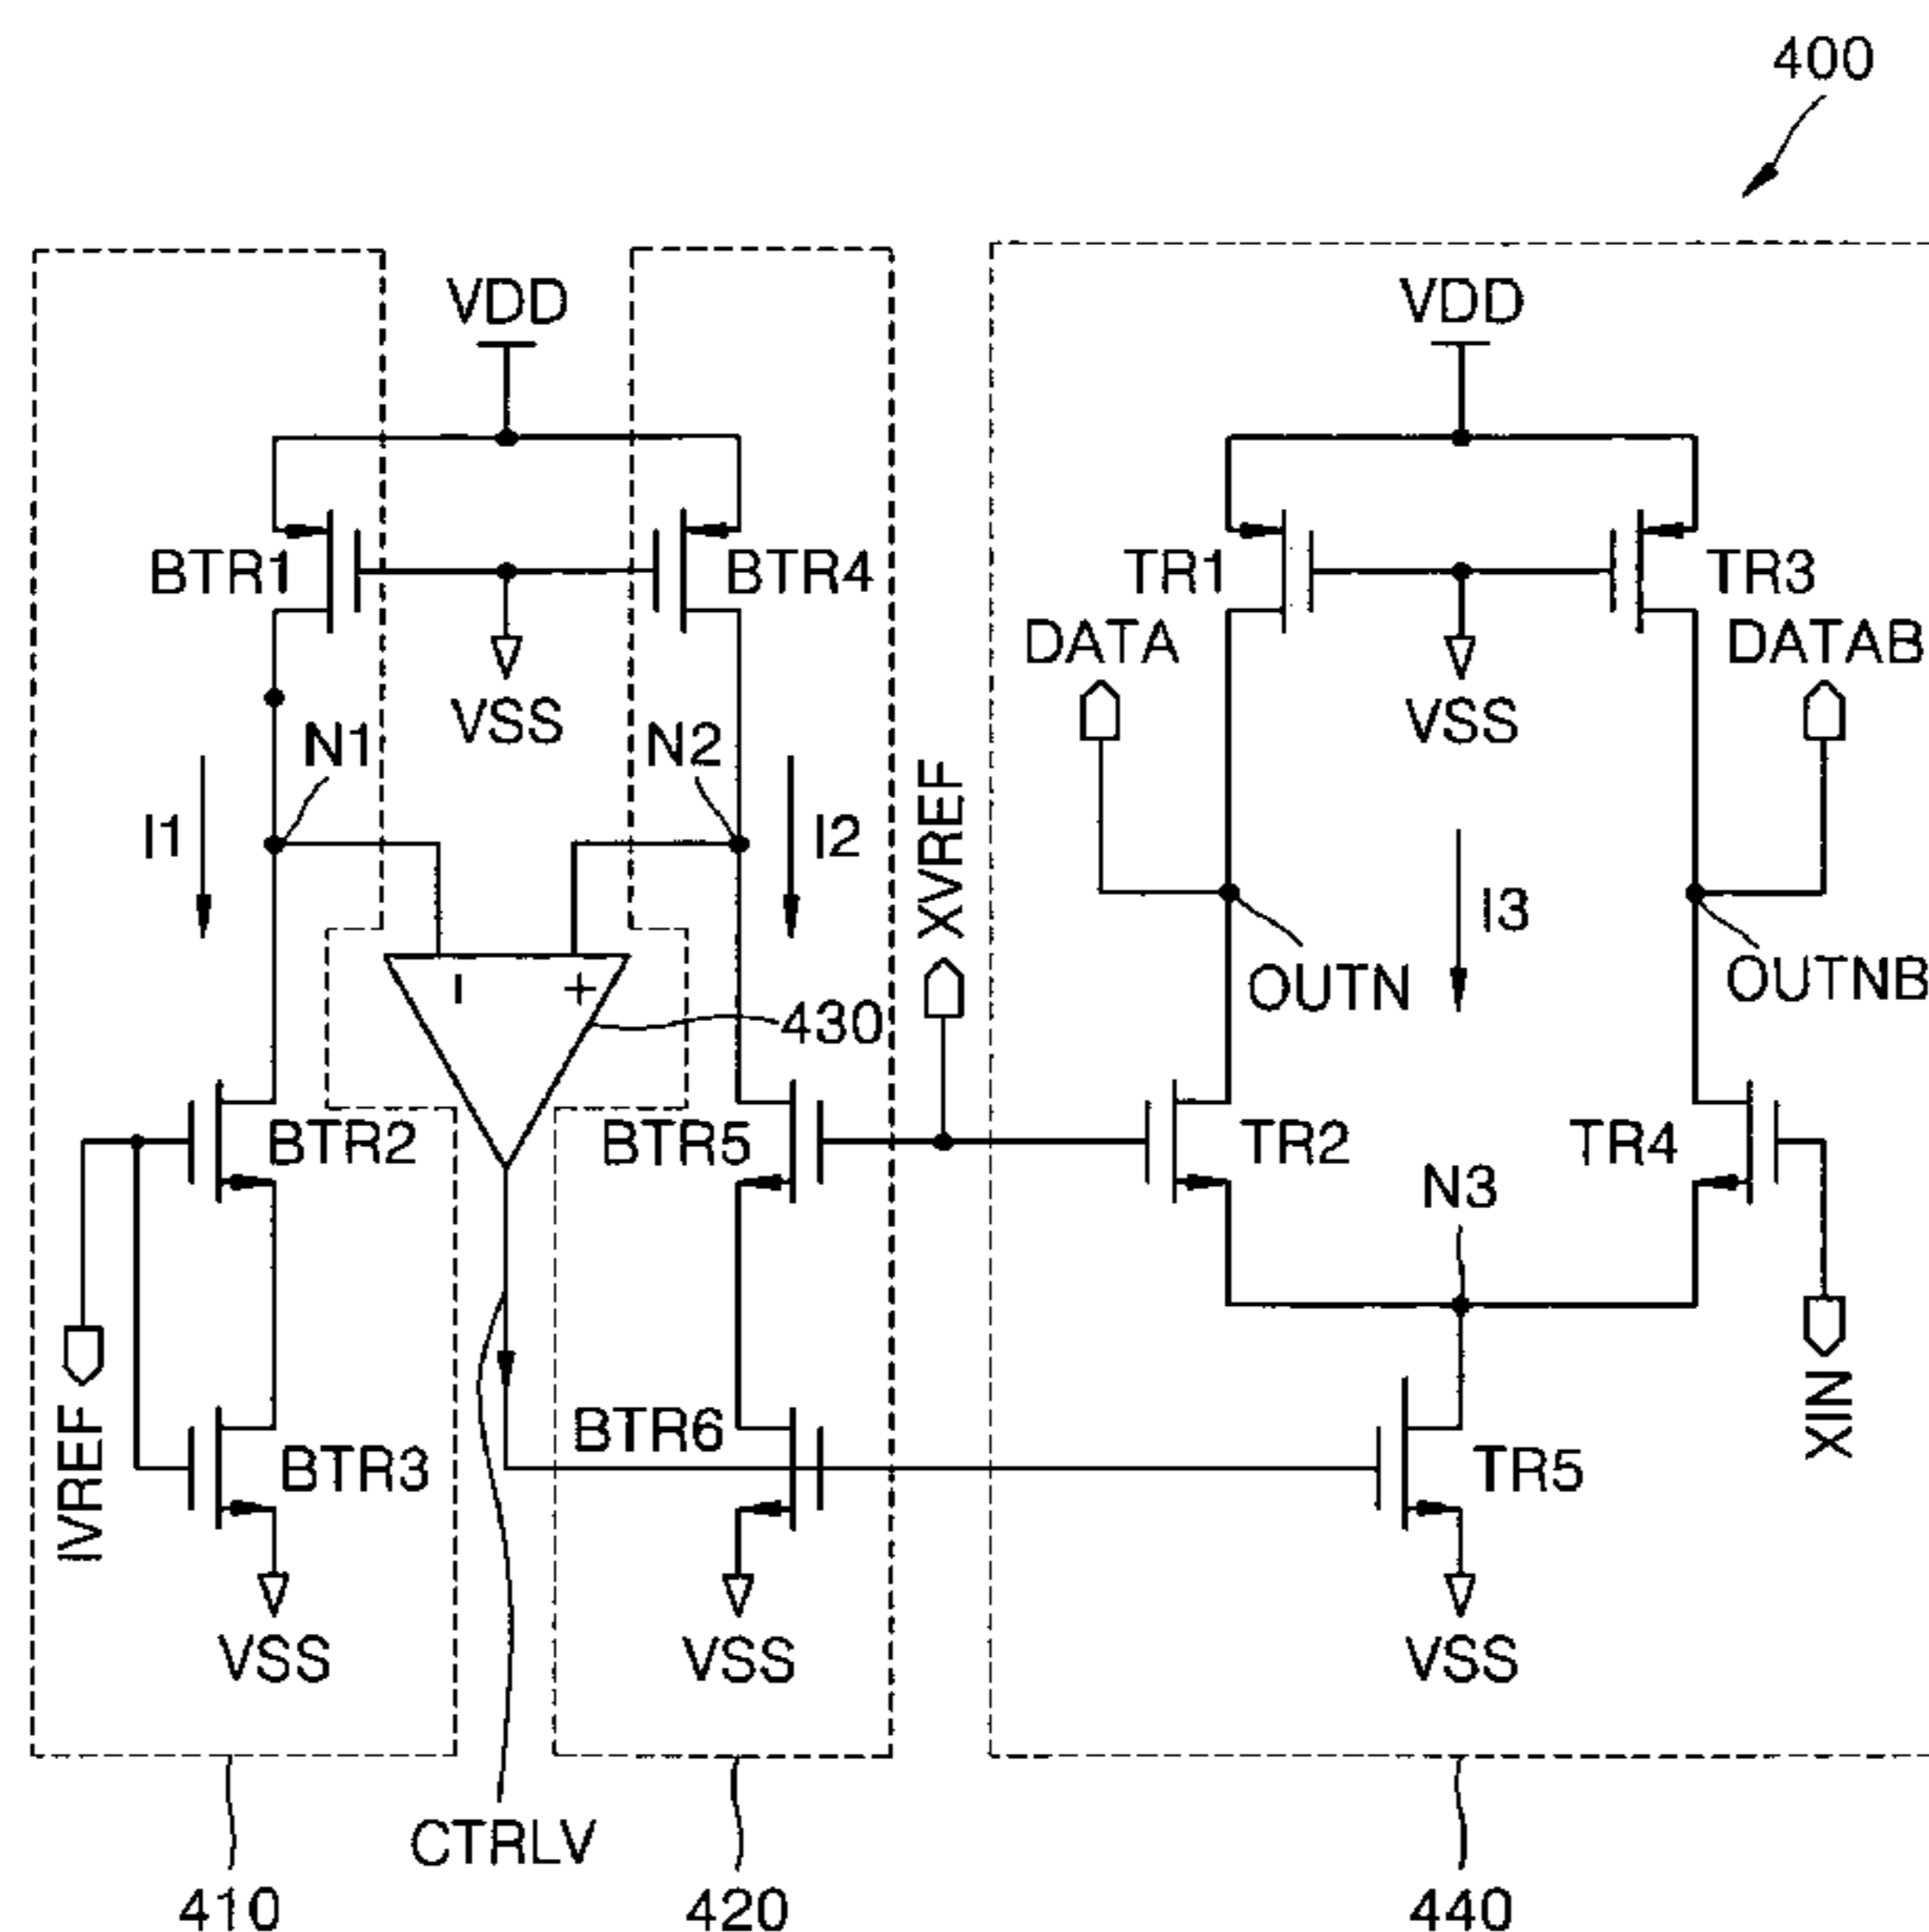 400
VDD
VDD
BTR1
BTR4
TR1
TR3
DATA
DATAB
VSS
VSS
N1
N2
XVREF
I1
I2
I3
-
+
OUTN
OUTNB
430
BTR2
BTR5
TR2
TR4
N3
IVREF
BTR3
BTR6
TR5
XIN
VSS
VSS
VSS
CTRLV
410
420
440